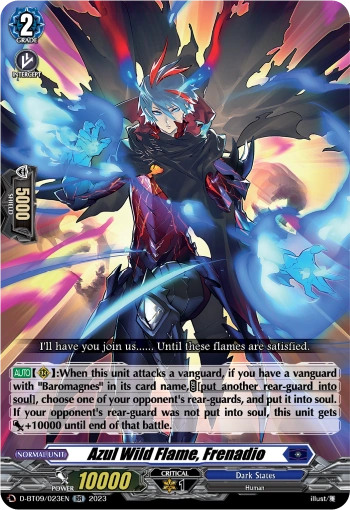 2
GRADE
INTERCEPT
5000
SHIELD
I'll have you join us...... Until these flames are satisfied.
AUTO [ ]:When this unit attacks a vanguard, if you have a vanguard
with "Baromagnes" in its card name, [put another rear-guard into
soul], choose one of your opponent's rear-guards, and put it into soul.
If your opponent's rear-guard was not put into soul, this unit gets
+10000 until end of that battle.
NORMAL UNIT
Azul Wild Flame, Frenadio
POWER 10000
CRITICAL
1
Dark States
Human
D-BT09/023EN RR 2023
illust/